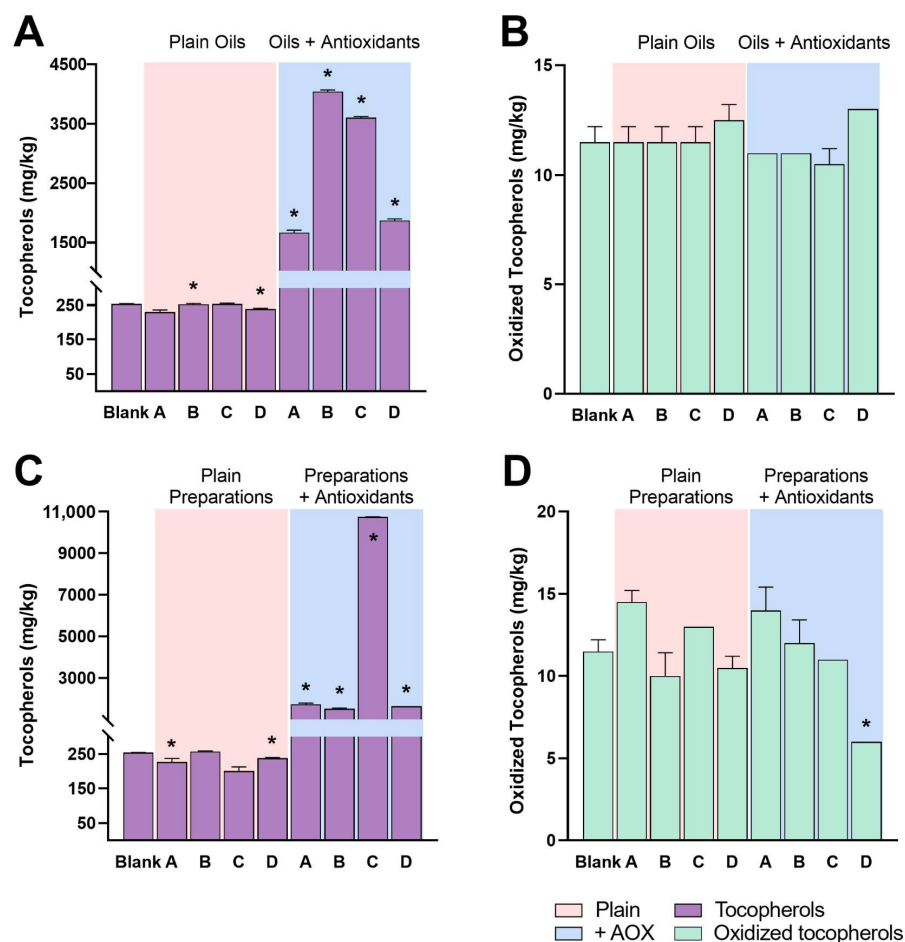 A
Plain Oils Oils + Antioxidants
Tocopherols (mg/kg)
4500
3500
2500
1500
250
150
50
* * * * * *
Blank A B C D A B C D
B
Plain Oils Oils + Antioxidants
Oxidized Tocopherols (mg/kg)
15
10
5
0
Blank A B C D A B C D
C
Plain Preparations
+ Antioxidants
Preparations
Tocopherols (mg/kg)
11,000
9000
7000
5000
3000
250
150
50
* * * * * *
Blank A B C D A B C D
D
Plain Preparations
Preparations + Antioxidants
Oxidized Tocopherols (mg/kg)
20
15
10
5
0
*
Blank A B C D A B C D
Plain Tocopherols
+ AOX Oxidized tocopherols